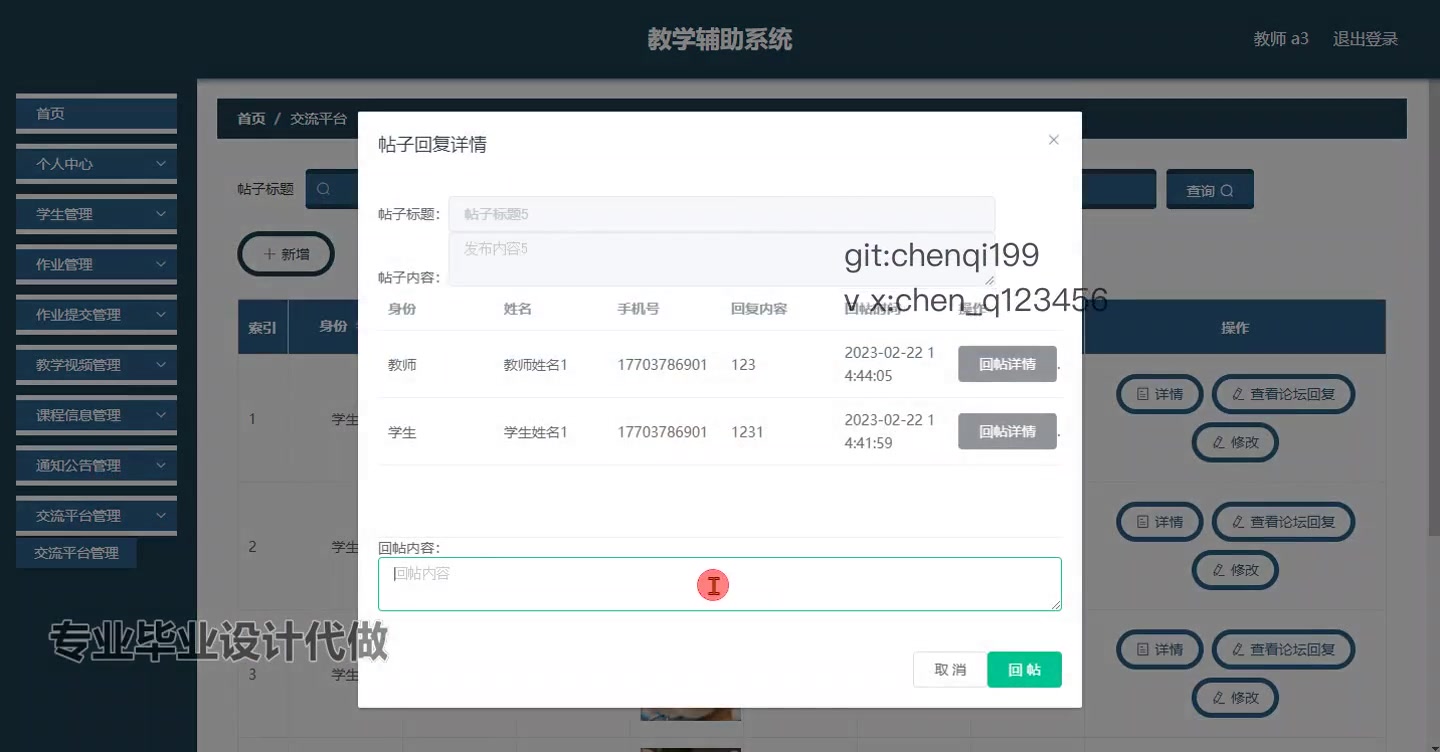 教学辅助系统
教师 a3 退出登录
首页
个人中心
学生管理
作业管理
作业提交管理
教学视频管理
课程信息管理
通知公告管理
交流平台管理
交流平台管理
首页 / 交流平台
帖子标题
查询
新增
索引 身份 操作
1 学生 详情 查看论坛回复
修改
2 学生 详情 查看论坛回复
修改
3 学生 详情 查看论坛回复
修改
帖子回复详情
帖子标题: 帖子标题5
帖子内容: 发布内容5
身份 姓名 手机号 回复内容 回帖时间 操作
教师 教师姓名1 17703786901 123 2023-02-22 1
4:44:05 回帖详情
学生 学生姓名1 17703786901 1231 2023-02-22 1
4:41:59 回帖详情
回帖内容:
回帖内容
取 消 回 帖
git:chenqi199
v_x:chen_q123456
专业毕业设计代做